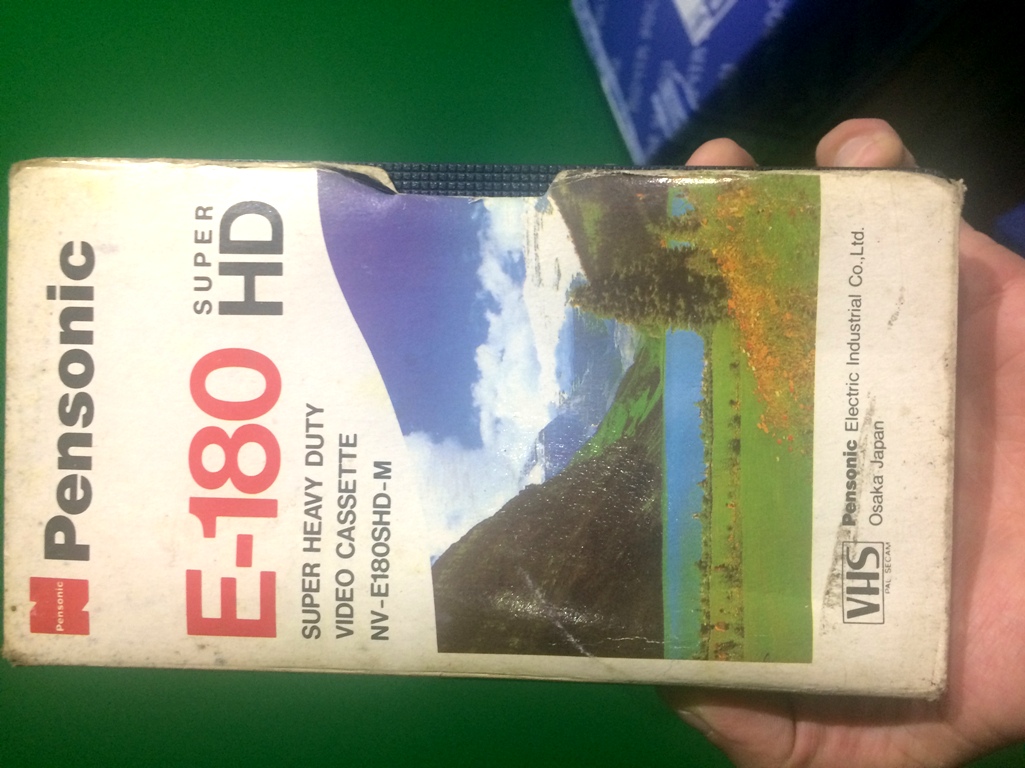 Pensonic
Pensonic
E-180 SUPER HD
SUPER HEAVY DUTY
VIDEO CASSETTE
NV-E180SHD-M
VHS
PAL SECAM
Pensonic Electric Industrial Co.,Ltd.
Osaka Japan